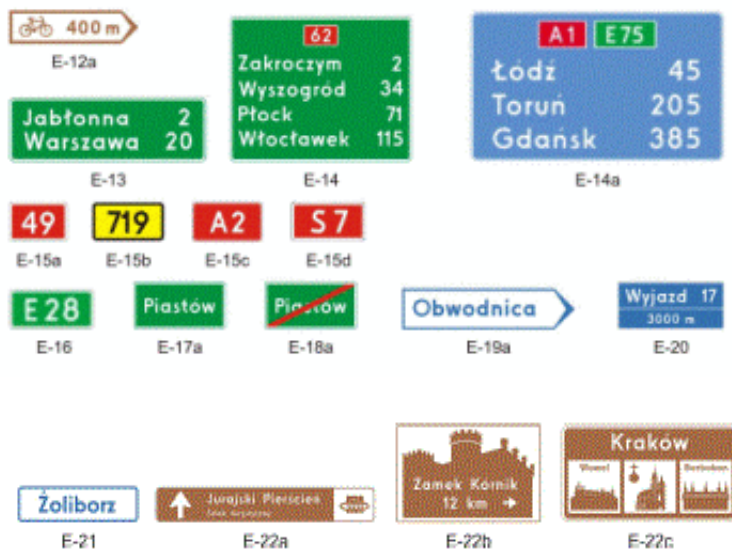 400 m
E-12a
Jabłonna 2
Warszawa 20
E-13
62
Zakroczym 2
Wyszogród 34
Płock 71
Włocławek 115
E-14
A1 E75
Łódź 45
Toruń 205
Gdańsk 385
E-14a
49
E-15a
719
E-15b
A2
E-15c
S7
E-15d
E28
E-16
Piastów
E-17a
Piastów
E-18a
Obwodnica
E-19a
Wyjazd 17
3000 m
E-20
Żoliborz
E-21
Jurajski Pierścien
E-22a
Zamek Kórnik
12 km
E-22b
Kraków
Wawel
E-22c